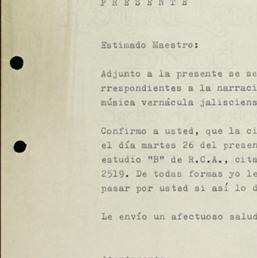 PRESENTE
Estimado Maestro:
Adjunto a la presente se se
rrespondientes a la narraci
música vernácula jaliscien
Confirmo a usted, que la ci
el día martes 26 del presen
estudio "B" de R.C.A., cita
2519. De todas formas yo le
pasar por usted si así lo d
Le envío un afectuoso salud